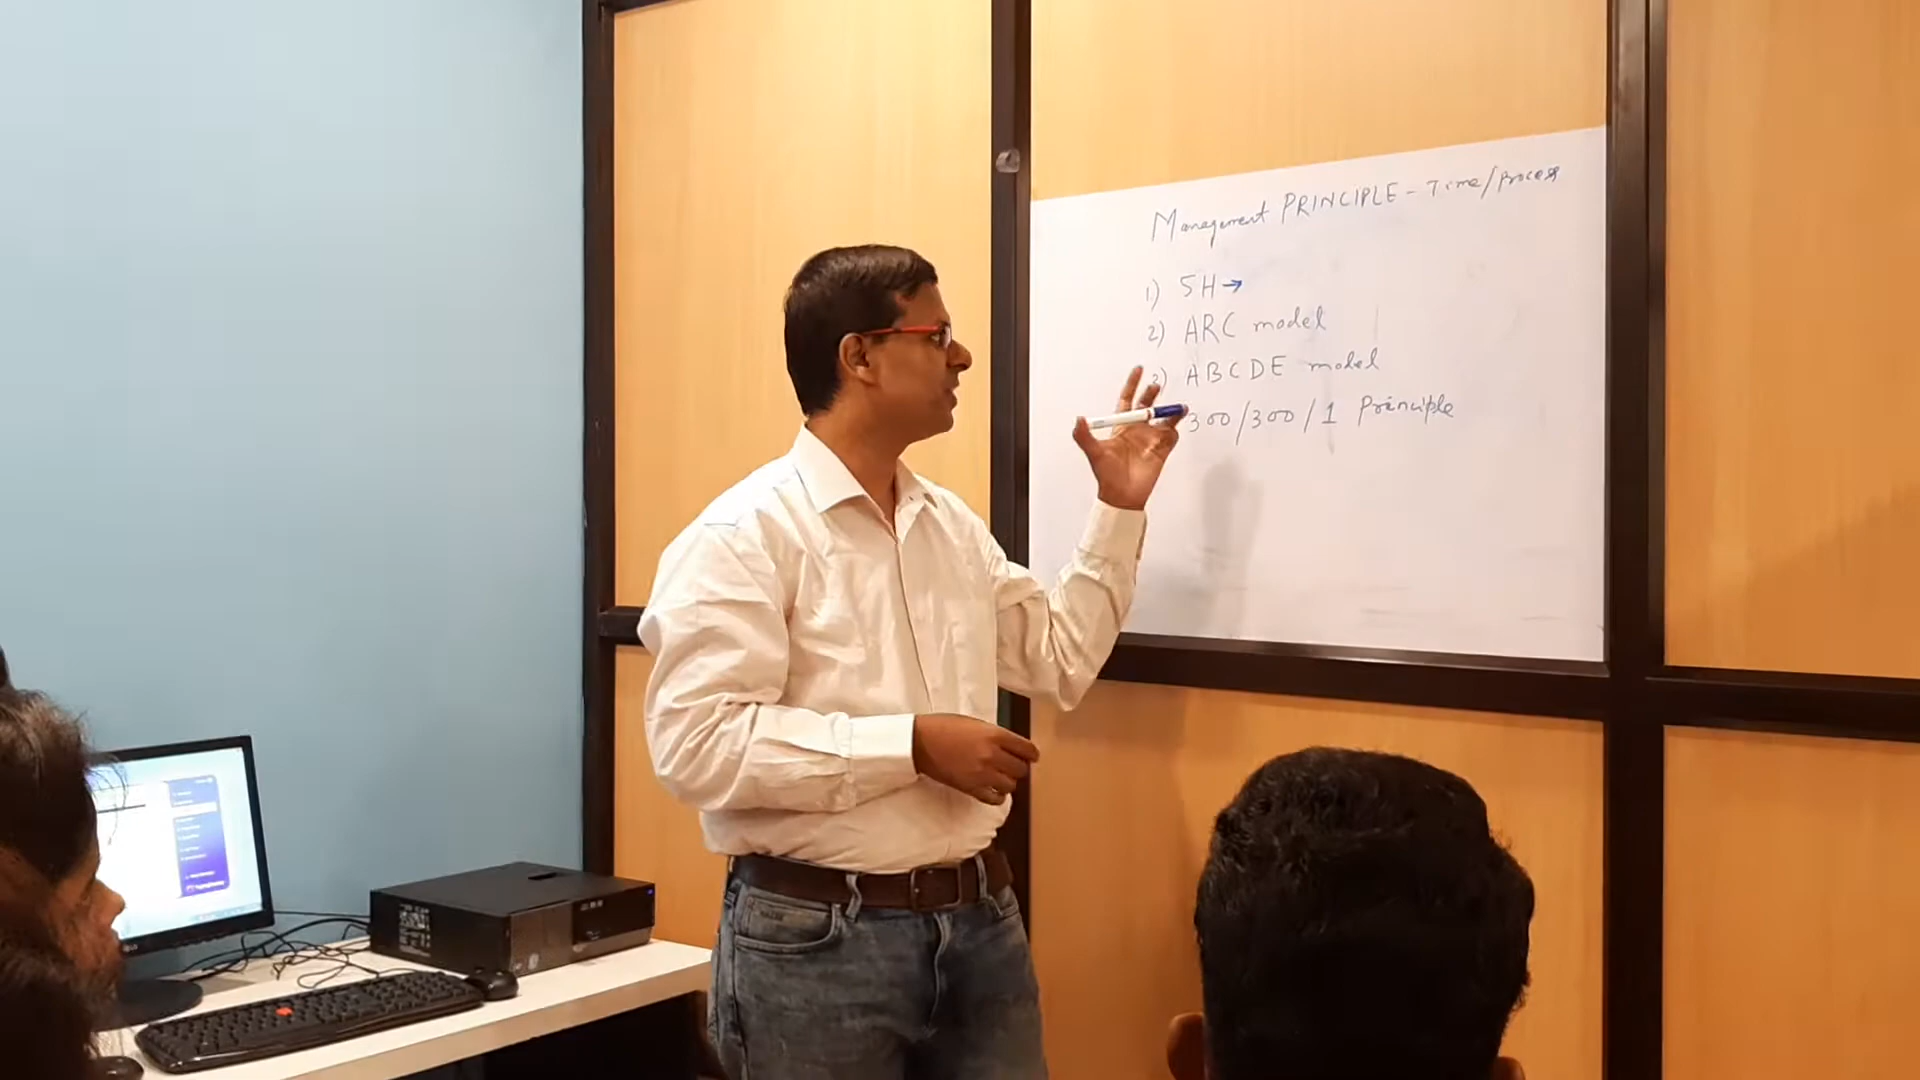 Management PRINCIPLE - Time/Process
1) 5H →
2) ARC model
3) ABCDE model
300/300/1 Principle